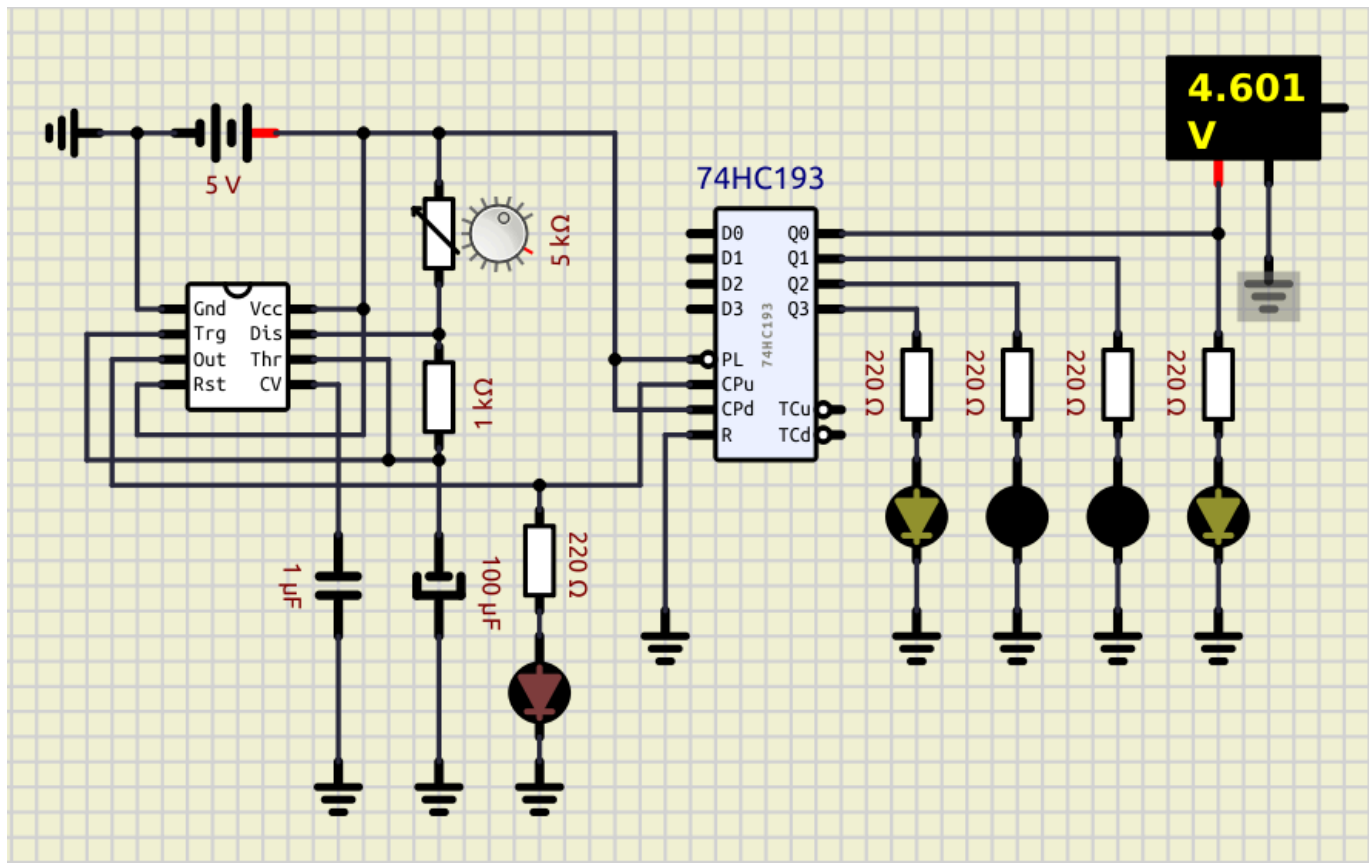 4.601
V
5 V
5 kΩ
74HC193
Gnd Vcc
Trg Dis
Out Thr
Rst CV
1 kΩ
D0 Q0
D1 Q1
D2 Q2
D3 Q3
74HC193
PL
CPu
CPd TCu
R TCd
220 Ω
220 Ω
220 Ω
220 Ω
1 µF
100 µF
220 Ω